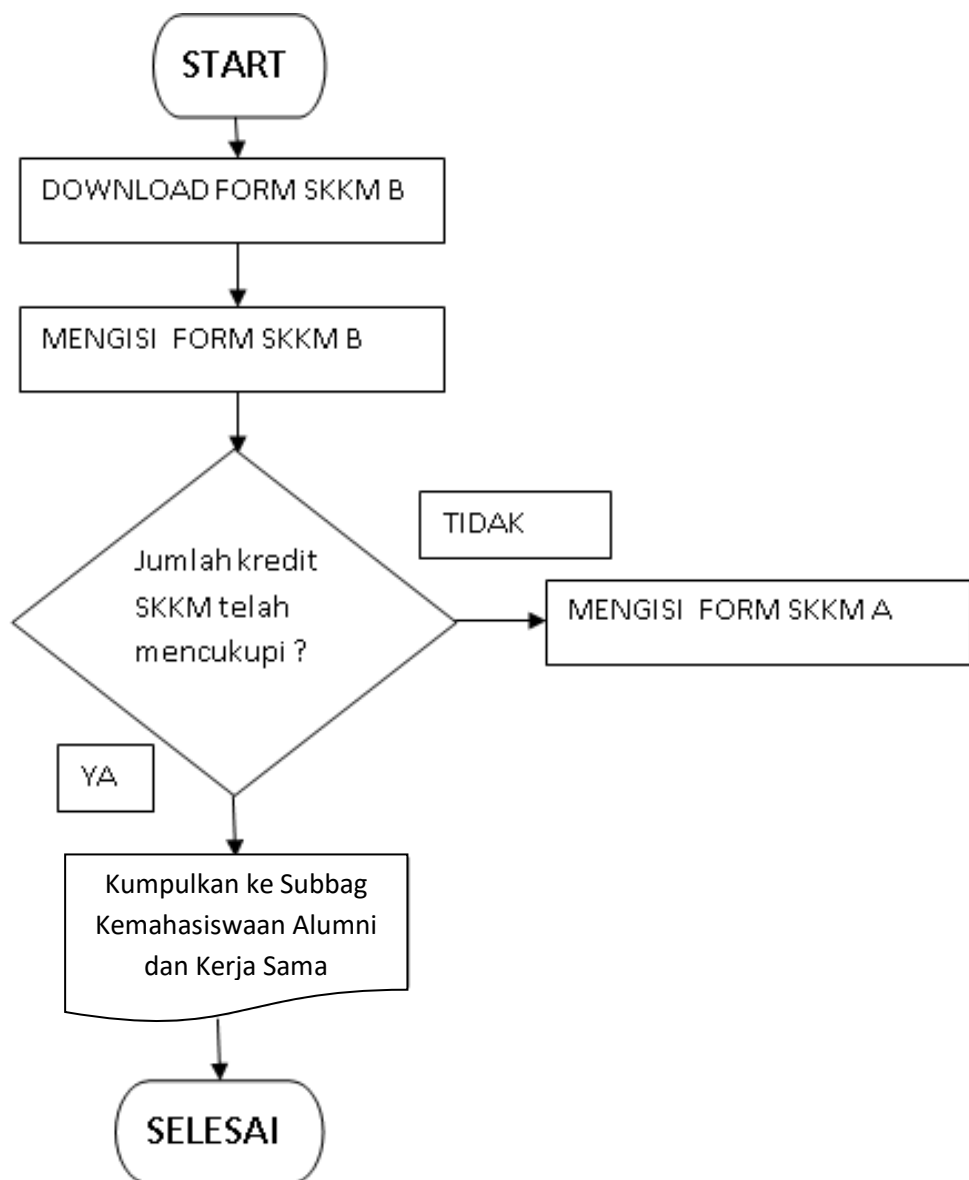 START
DOWNLOAD FORM SKKM B
MENGISI FORM SKKM B
TIDAK
Jumlah kredit
SKKM telah
mencukupi ?
MENGISI FORM SKKM A
YA
Kumpulkan ke Subbag
Kemahasiswaan Alumni
dan Kerja Sama
SELESAI